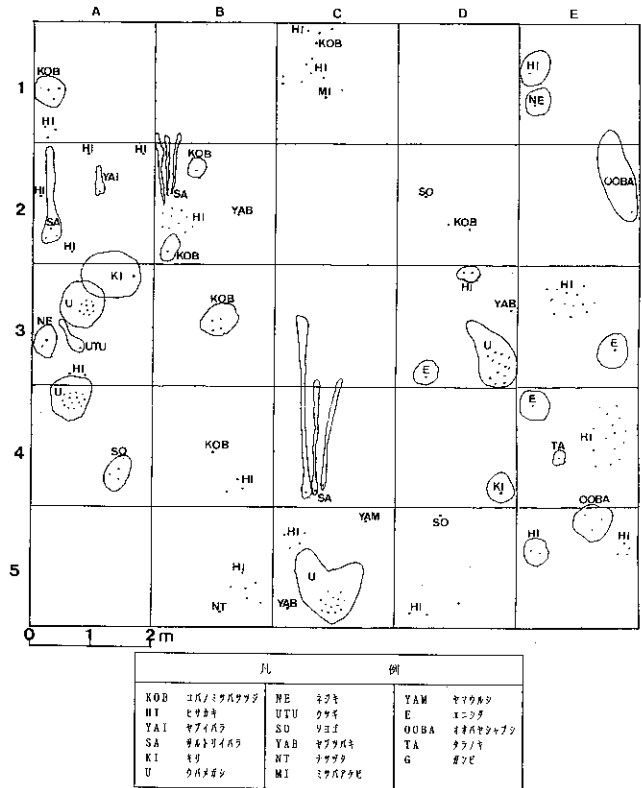 A B C D E
HI
KOB
HI
KOB
HI
HI
1
MI
NE
HI
HI HI
KOB
YAI
OOBA
HI
SA
SO
2
HI
YAB
SA
KOB
HI
KOB
KI
HI
HI
U
YAB
KOB
NE
3
U
UTU
E
E
HI
U
E
KOB
TA
HI
4
SO
HI
KI
SA
OOBA
YAM
SO
HI
HI
HI
HI
5
U
NT
YAB
HI
0 1 2 m
凡 例
KOB コバノミツバツツジ NE ネジキ YAM ヤマウルシ
HI ヒサカキ UTU ウツギ E エニシダ
YAI ヤブイバラ SO ソヨゴ OOBA オオバヤシャブシ
SA サルトリイバラ YAB ヤブツバキ TA タラノキ
KI キリ NT ナツヅタ G ガンピ
U ウバメガシ MI ミツバアケビ